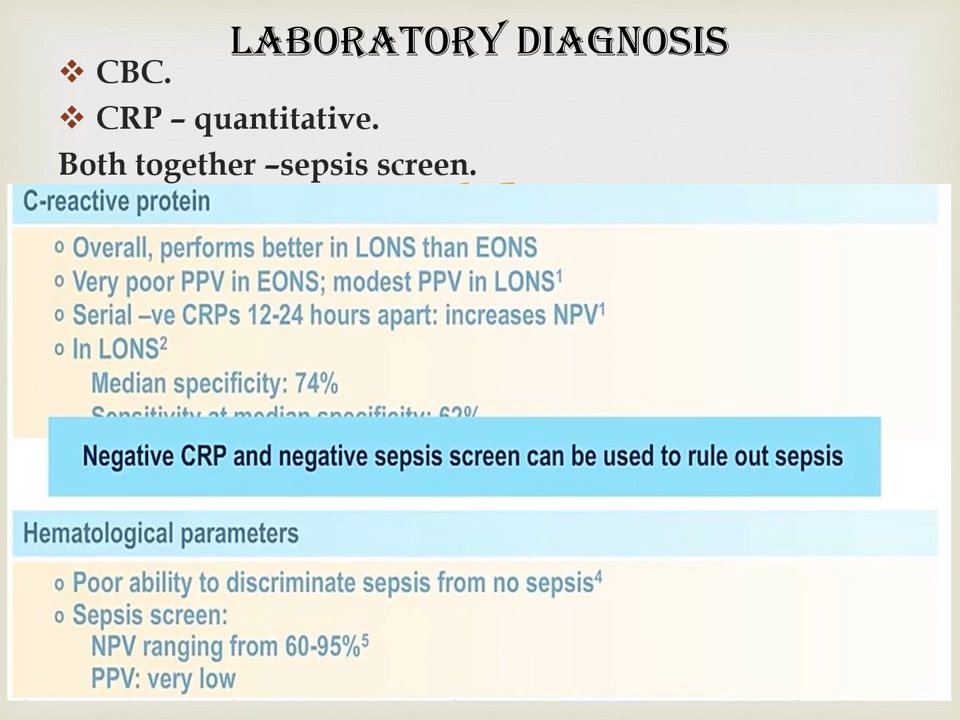 LABORATORY DIAGNOSIS
❖ CBC.
❖ CRP – quantitative.
Both together –sepsis screen.
C-reactive protein
o Overall, performs better in LONS than EONS
o Very poor PPV in EONS; modest PPV in LONS¹
o Serial –ve CRPs 12-24 hours apart: increases NPV¹
o In LONS²
Median specificity: 74%
Sensitivity at median specificity: 62%
Negative CRP and negative sepsis screen can be used to rule out sepsis
Hematological parameters
o Poor ability to discriminate sepsis from no sepsis⁴
o Sepsis screen:
NPV ranging from 60-95%⁵
PPV: very low